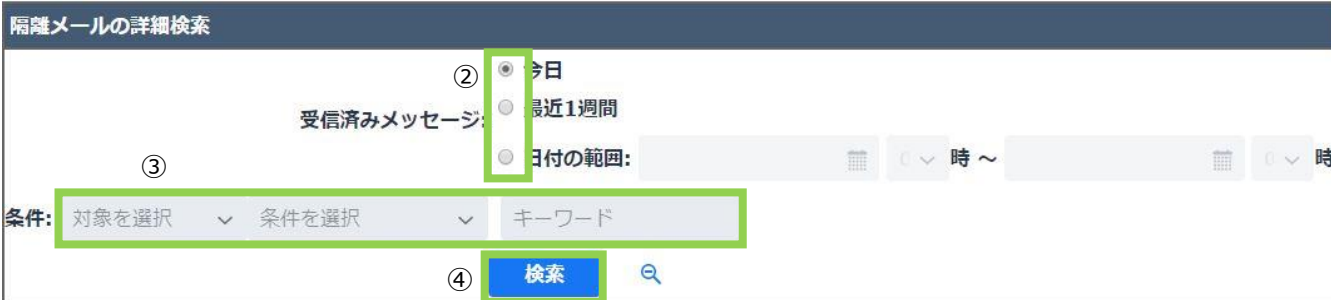 隔離メールの詳細検索
② 今日
受信済みメッセージ: 最近1週間
日付の範囲: 0 時 ~ 0 時
③
条件: 対象を選択 条件を選択 キーワード
④ 検索